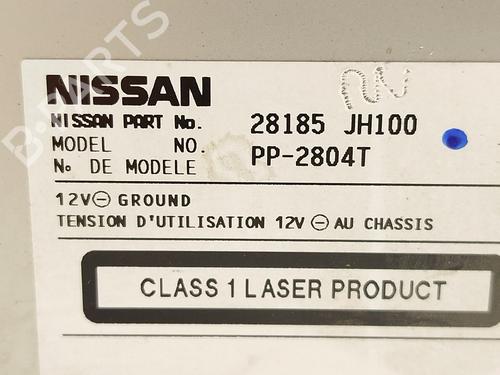 B-PARTS
NISSAN
NISSAN PART No. 28185 JH100
MODEL NO. PP-2804T
No DE MODELE
12V⊖ GROUND
TENSION D'UTILISATION 12V ⊖ AU CHASSIS
CLASS 1 LASER PRODUCT